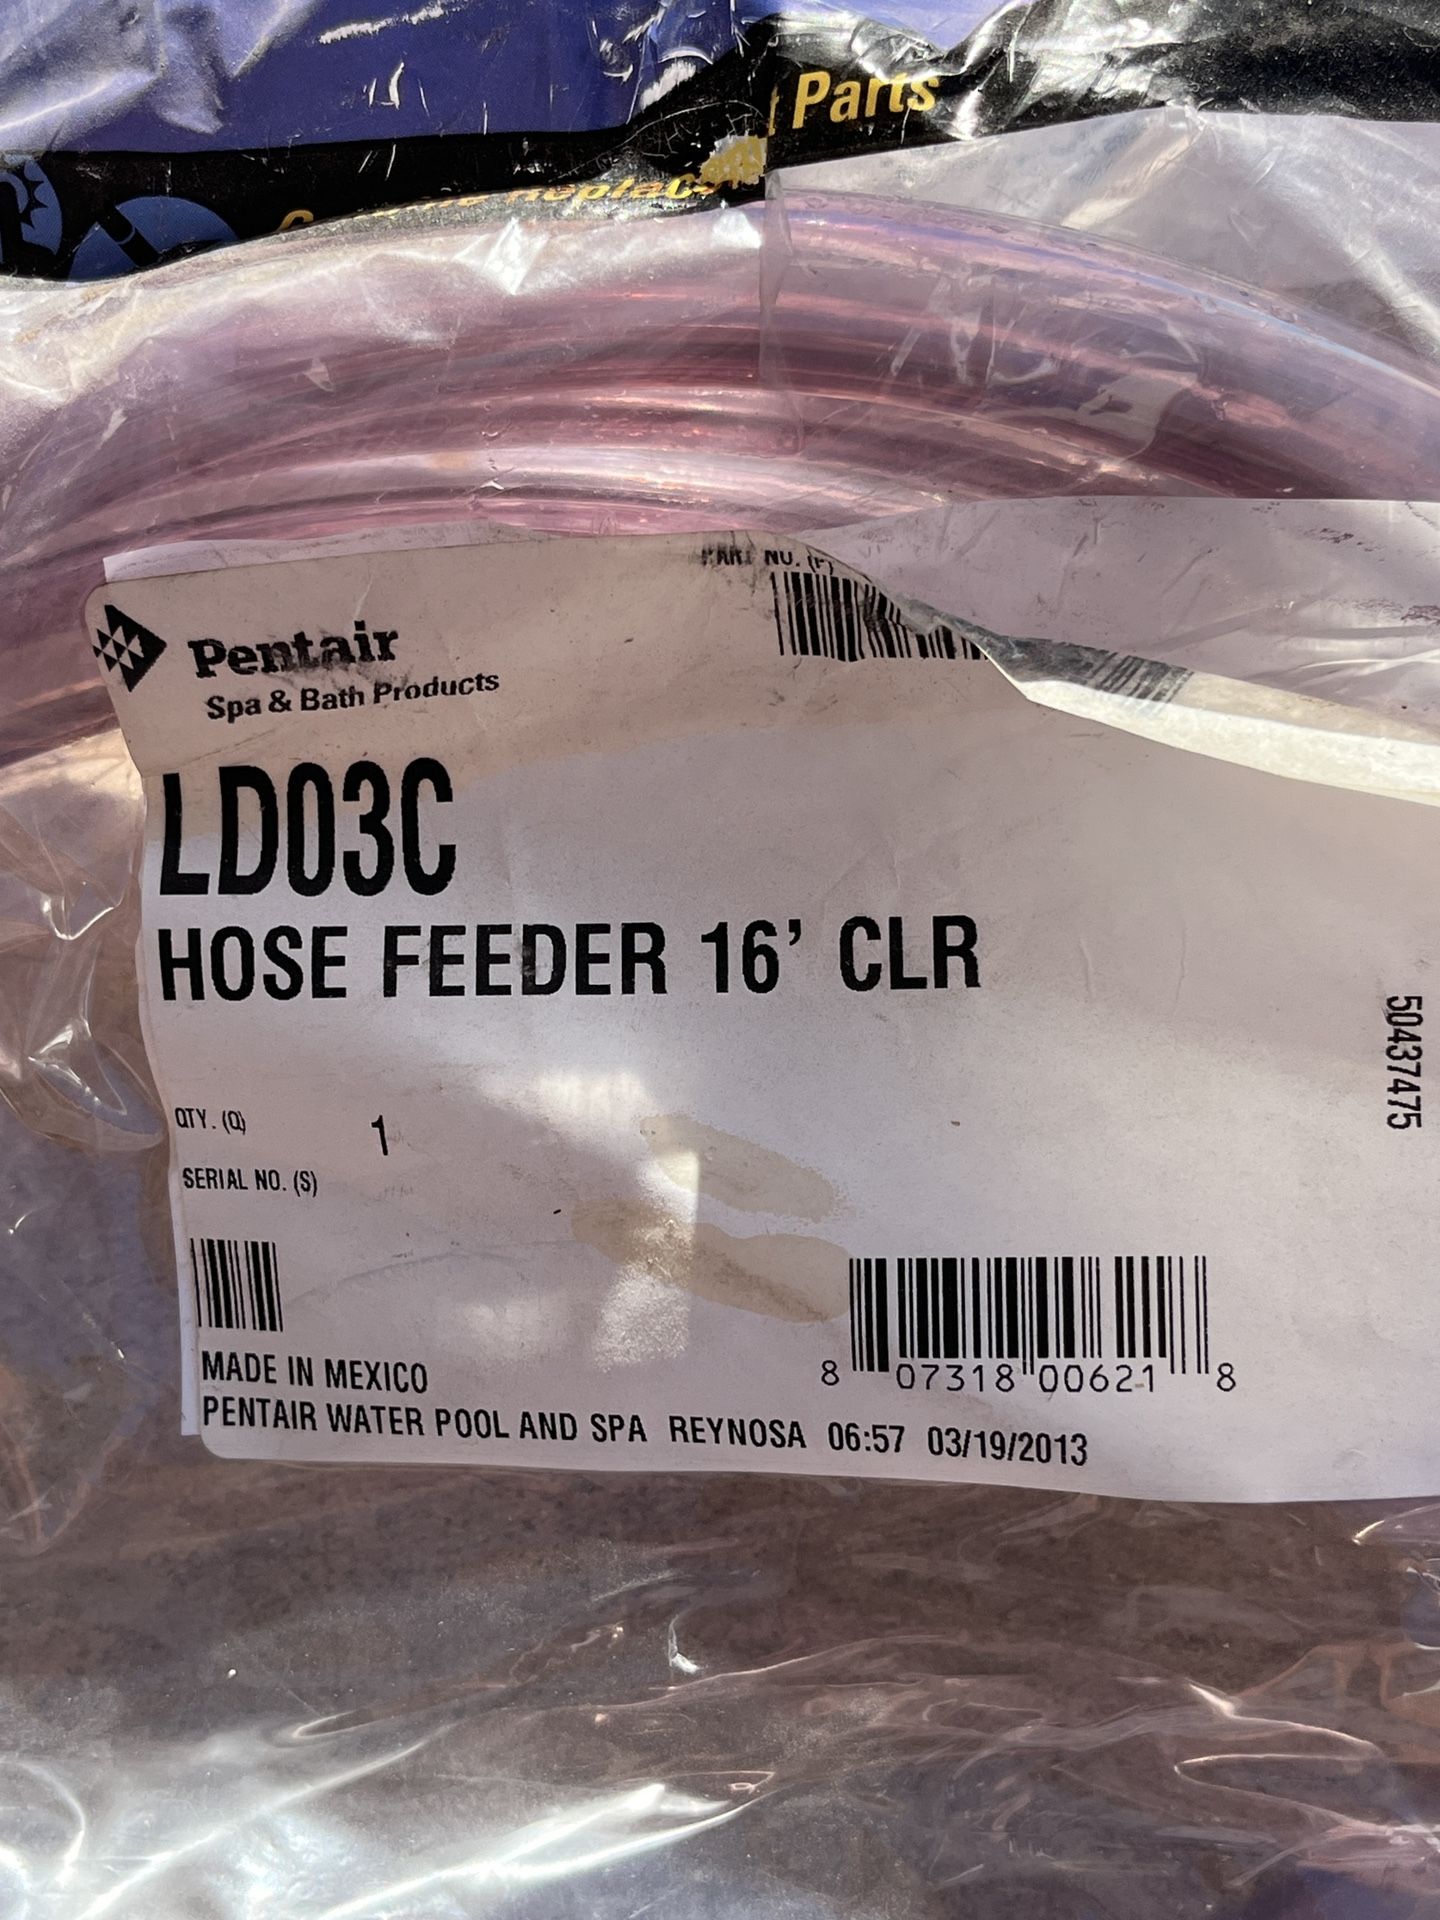 Parts
PART NO. (P)
Pentair
Spa & Bath Products
LD03C
HOSE FEEDER 16' CLR
50437475
QTY. (Q) 1
SERIAL NO. (S)
8 07318 00621 8
MADE IN MEXICO
PENTAIR WATER POOL AND SPA REYNOSA 06:57 03/19/2013